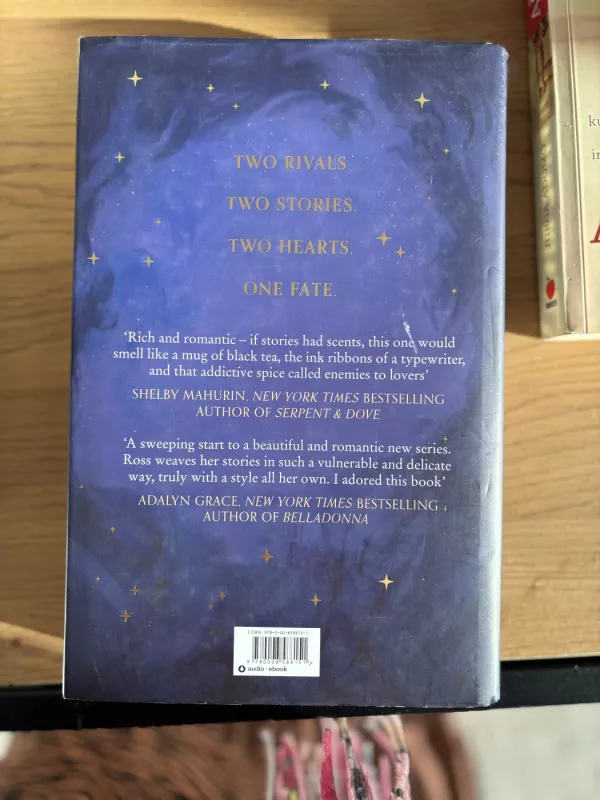 TWO RIVALS.
TWO STORIES.
TWO HEARTS.
ONE FATE.
‘Rich and romantic – if stories had scents, this one would
smell like a mug of black tea, the ink ribbons of a typewriter,
and that addictive spice called enemies to lovers’
SHELBY MAHURIN, NEW YORK TIMES BESTSELLING
AUTHOR OF SERPENT & DOVE
‘A sweeping start to a beautiful and romantic new series.
Ross weaves her stories in such a vulnerable and delicate
way, truly with a style all her own. I adored this book’
ADALYN GRACE, NEW YORK TIMES BESTSELLING
AUTHOR OF BELLADONNA
audio · ebook
2
ku